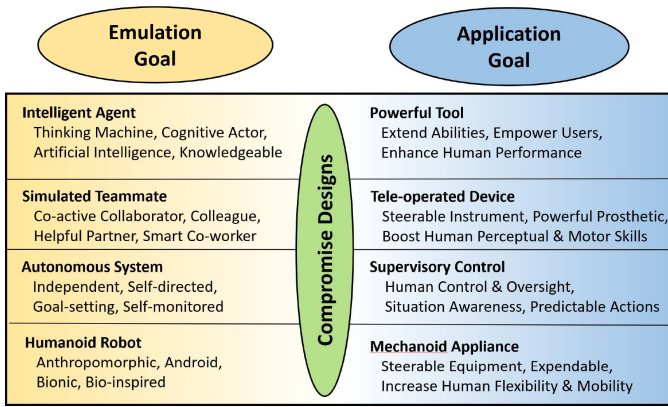 Emulation
Goal
Application
Goal
Intelligent Agent
Thinking Machine, Cognitive Actor,
Artificial Intelligence, Knowledgeable
Powerful Tool
Extend Abilities, Empower Users,
Enhance Human Performance
Simulated Teammate
Co-active Collaborator, Colleague,
Helpful Partner, Smart Co-worker
Tele-operated Device
Steerable Instrument, Powerful Prosthetic,
Boost Human Perceptual & Motor Skills
Autonomous System
Independent, Self-directed,
Goal-setting, Self-monitored
Supervisory Control
Human Control & Oversight,
Situation Awareness, Predictable Actions
Humanoid Robot
Anthropomorphic, Android,
Bionic, Bio-inspired
Mechanoid Appliance
Steerable Equipment, Expendable,
Increase Human Flexibility & Mobility
Compromise Designs